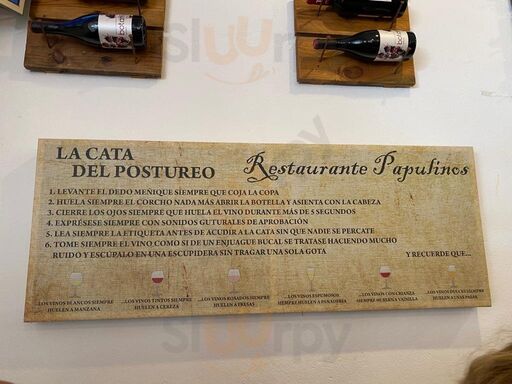 LA CATA
DEL POSTUREO
Restaurante Papulinos
1. LEVANTE EL DEDO MEÑIQUE SIEMPRE QUE COJA LA COPA
2. HUELA SIEMPRE EL CORCHO NADA MÁS ABRIR LA BOTELLA Y ASIENTA CON LA CABEZA
3. CIERRE LOS OJOS SIEMPRE QUE HUELA EL VINO DURANTE MÁS DE 5 SEGUNDOS
4. EXPRÉSESE SIEMPRE CON SONIDOS GUTURALES DE APROBACIÓN
5. LEA SIEMPRE LA ETIQUETA ANTES DE ACUDIR A LA CATA SIN QUE NADIE SE PERCATE
6. TOME SIEMPRE EL VINO COMO SI DE UN ENJUAGUE BUCAL SE TRATASE HACIENDO MUCHO
RUIDO Y ESCÚPALO EN UNA ESCUPIDERA SIN TRAGAR UNA SOLA GOTA
Y RECUERDE QUE...
...LOS VINOS BLANCOS SIEMPRE
HUELEN A MANZANA
...LOS VINOS TINTOS SIEMPRE
HUELEN A CEREZA
...LOS VINOS ROSADOS SIEMPRE
HUELEN A FRESAS
...LOS VINOS ESPUMOSOS
SIEMPRE HUELEN A PANADERÍA
...LOS VINOS CON CRIANZA
SIEMPRE HUELEN A VAINILLA
...LOS VINOS DULCES SIEMPRE
HUELEN A UVAS PASAS
Sluurpy